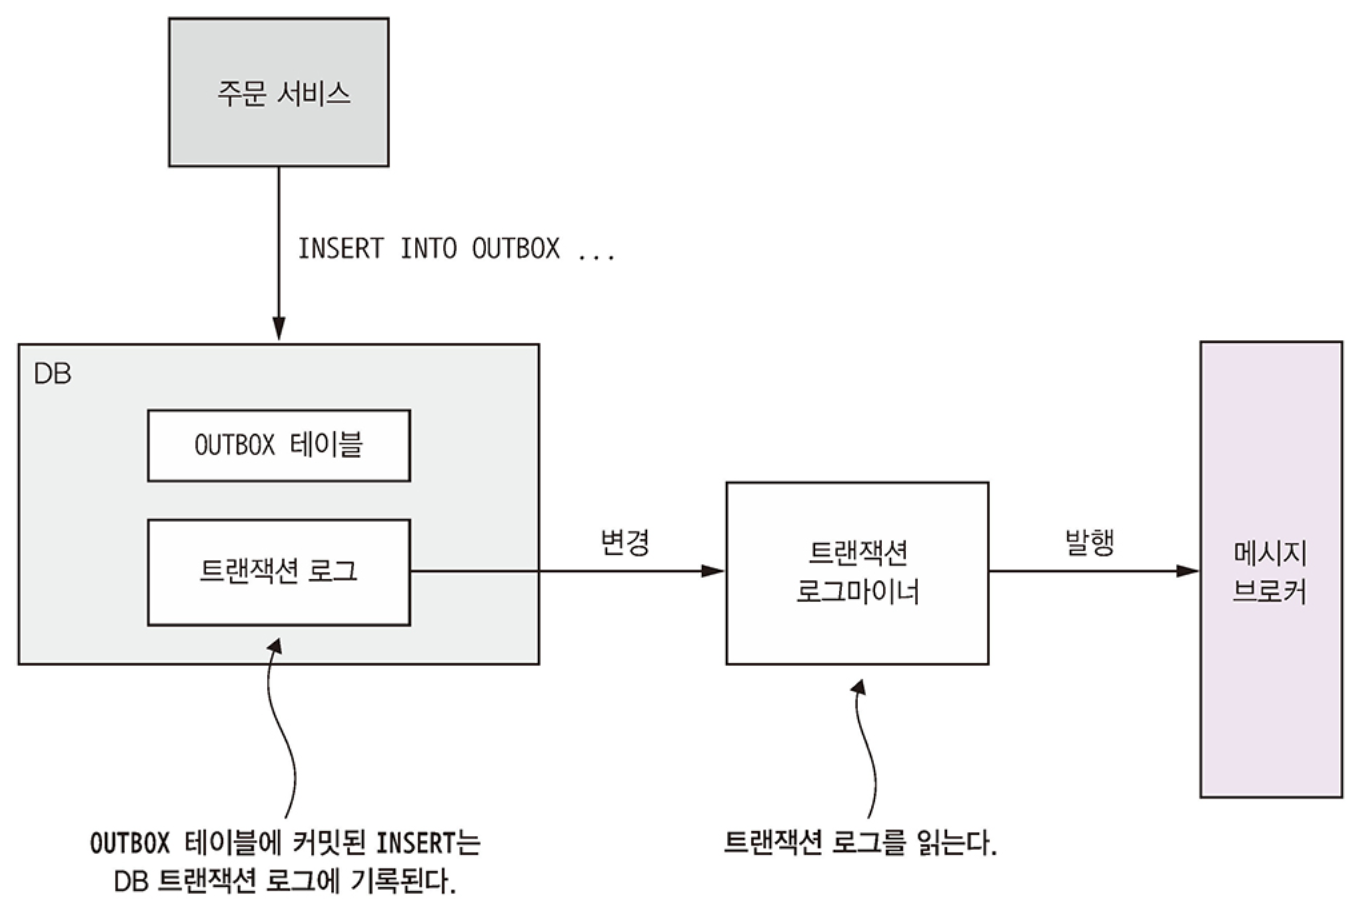 주문 서비스
INSERT INTO OUTBOX ...
DB
OUTBOX 테이블
트랜잭션 로그
변경
트랜잭션
로그마이너
발행
메시지
브로커
OUTBOX 테이블에 커밋된 INSERT는
DB 트랜잭션 로그에 기록된다.
트랜잭션 로그를 읽는다.